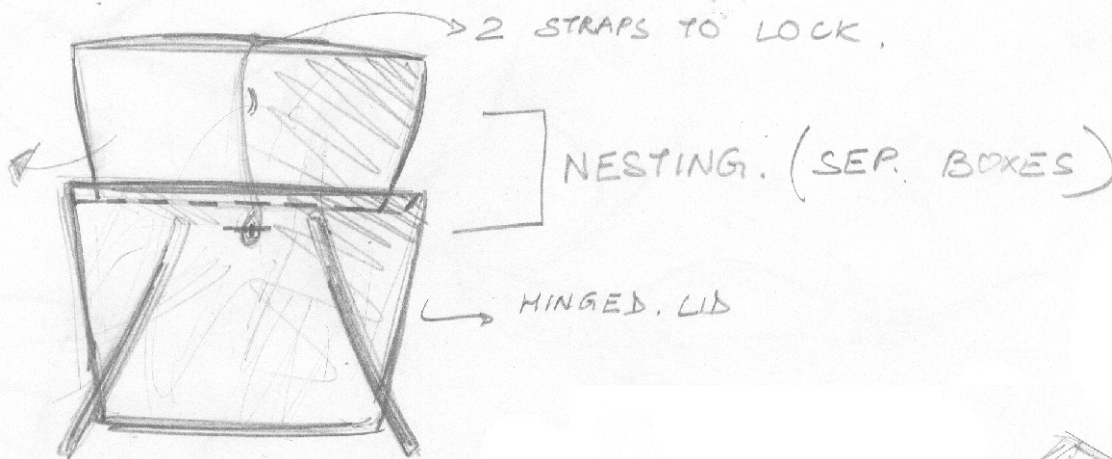 2 STRAPS TO LOCK.
NESTING. (SEP. BOXES)
HINGED. LID